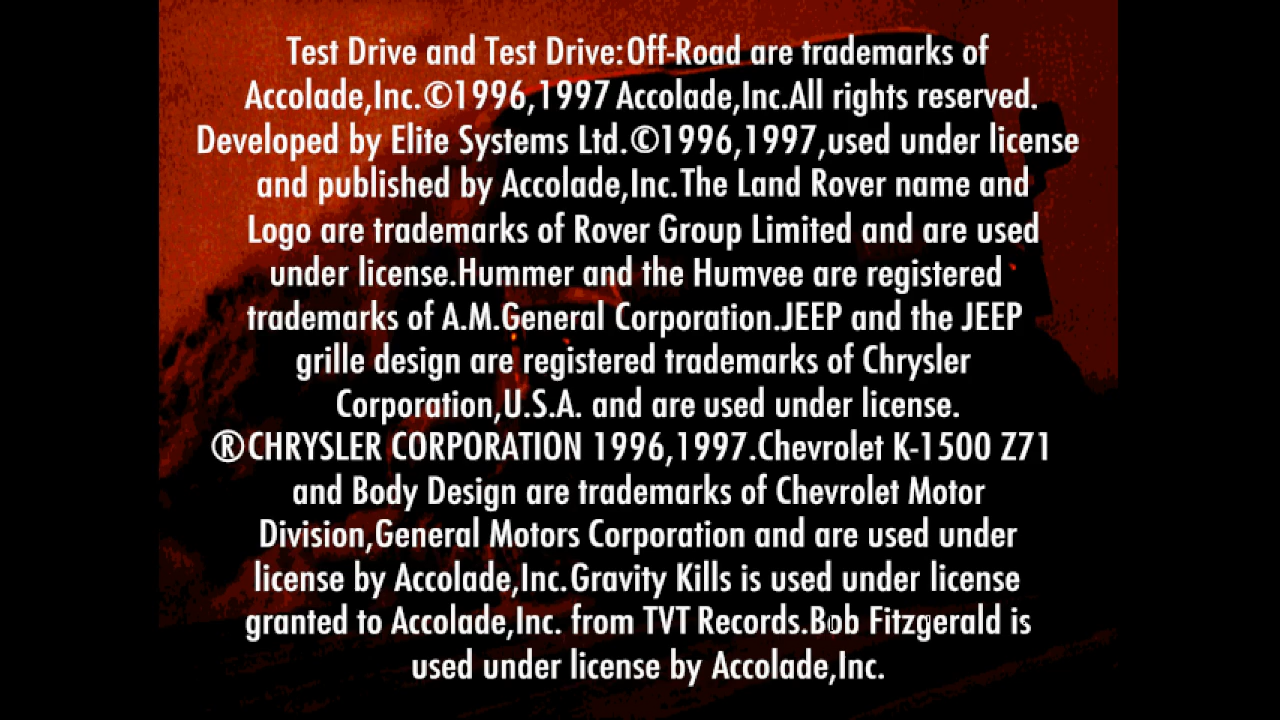 Test Drive and Test Drive:Off-Road are trademarks of
Accolade,Inc.©1996,1997 Accolade,Inc.All rights reserved.
Developed by Elite Systems Ltd.©1996,1997,used under license
and published by Accolade,Inc.The Land Rover name and
Logo are trademarks of Rover Group Limited and are used
under license.Hummer and the Humvee are registered
trademarks of A.M.General Corporation.JEEP and the JEEP
grille design are registered trademarks of Chrysler
Corporation,U.S.A. and are used under license.
®CHRYSLER CORPORATION 1996,1997.Chevrolet K-1500 Z71
and Body Design are trademarks of Chevrolet Motor
Division,General Motors Corporation and are used under
license by Accolade,Inc.Gravity Kills is used under license
granted to Accolade,Inc. from TVT Records.Bob Fitzgerald is
used under license by Accolade,Inc.